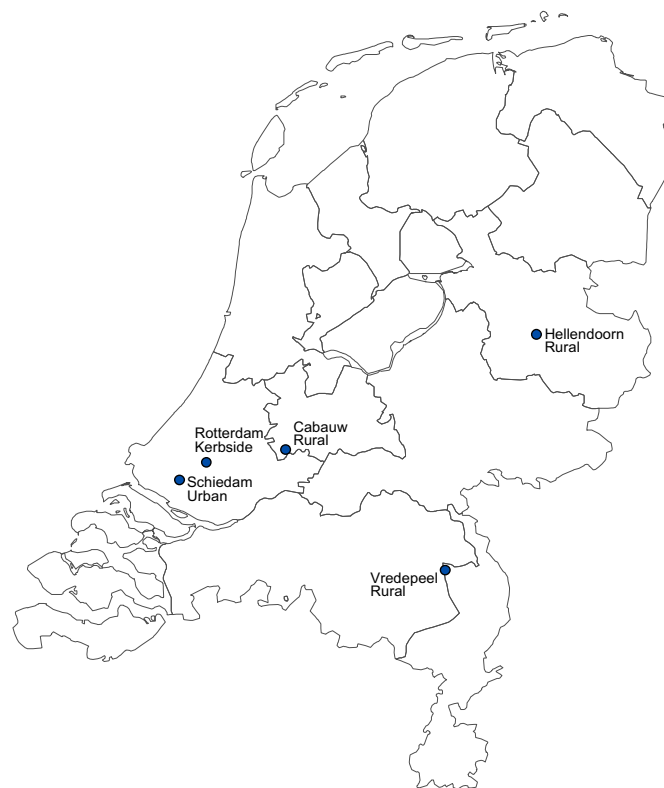 Hellendoorn
Rural
Cabauw
Rural
Rotterdam
Kerbside
Schiedam
Urban
Vredepeel
Rural